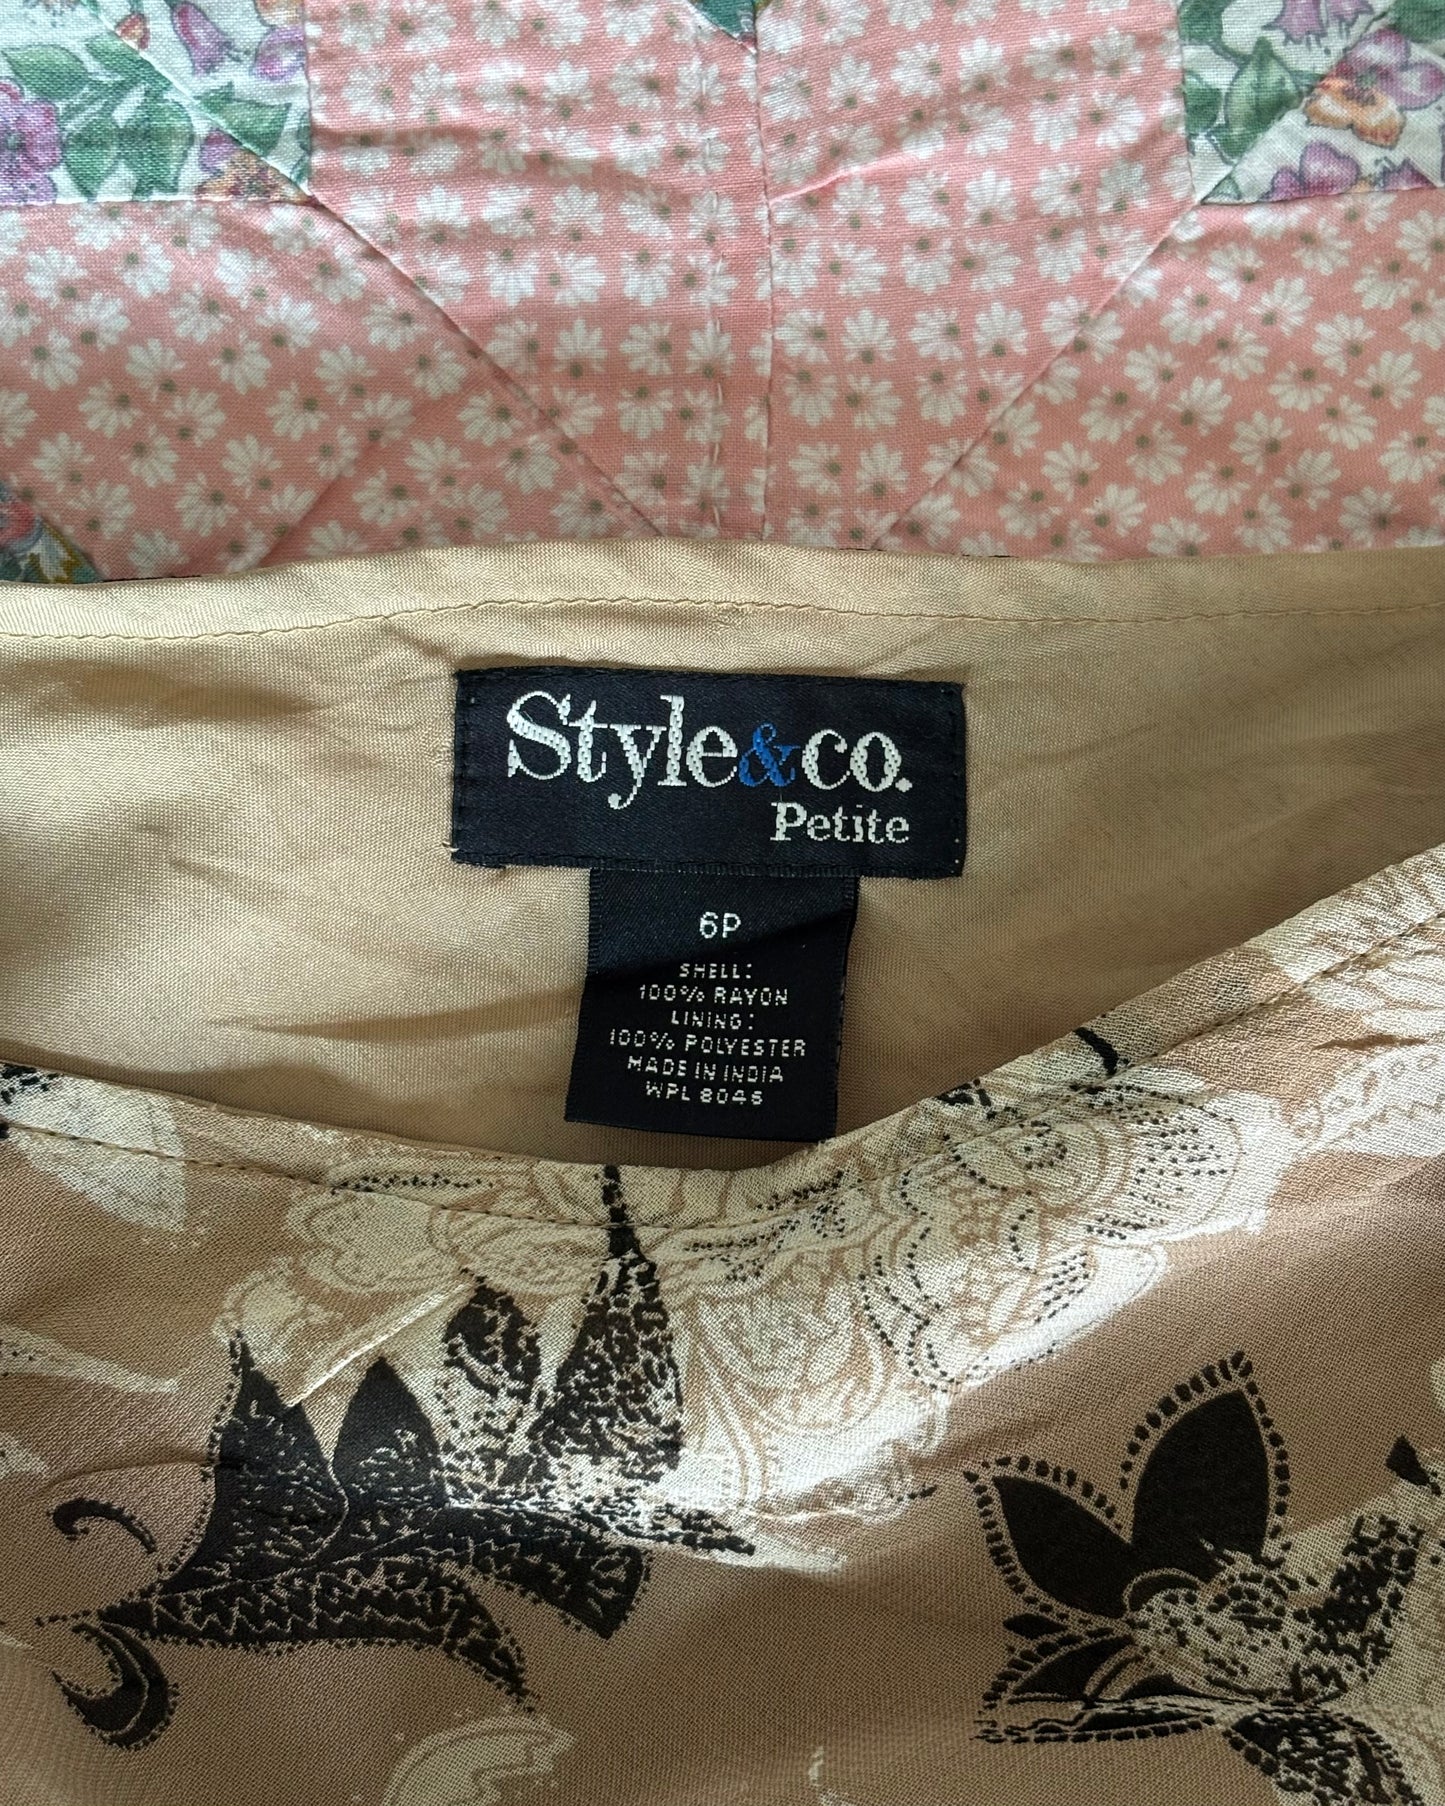 Style&co.
Petite
6P
SHELL:
100% RAYON
LINING:
100% POLYESTER
MADE IN INDIA
WPL 8046